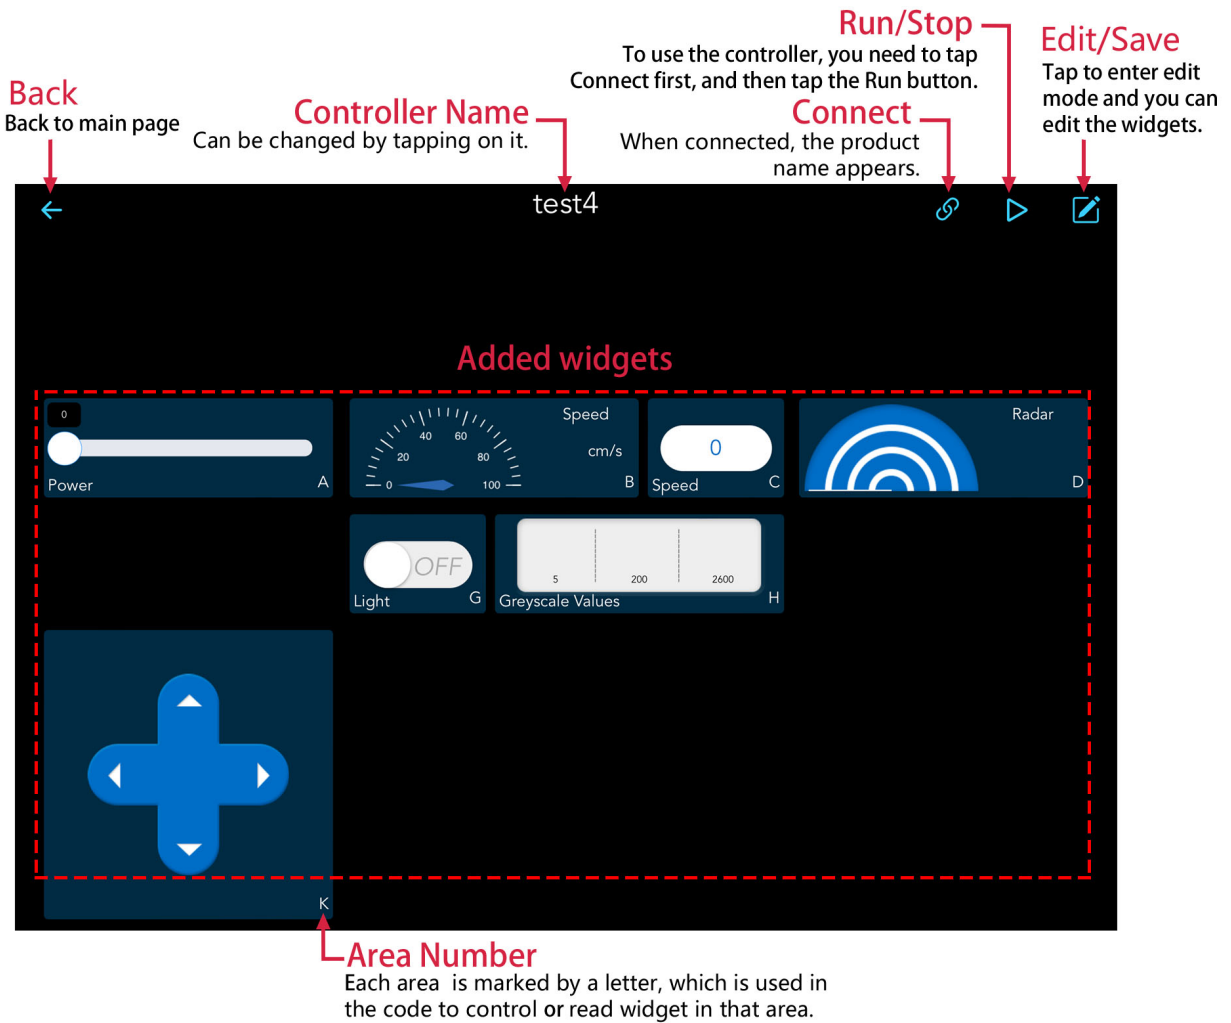 Run/Stop
To use the controller, you need to tap
Connect first, and then tap the Run button.
Edit/Save
Tap to enter edit
mode and you can
edit the widgets.
Back
Back to main page
Controller Name
Can be changed by tapping on it.
Connect
When connected, the product
name appears.
test4
Added widgets
0
Power
A
0
20
40
60
80
100
Speed
cm/s
B
0
Speed
C
Radar
D
OFF
Light
G
5
200
2600
Greyscale Values
H
K
Area Number
Each area is marked by a letter, which is used in
the code to control or read widget in that area.